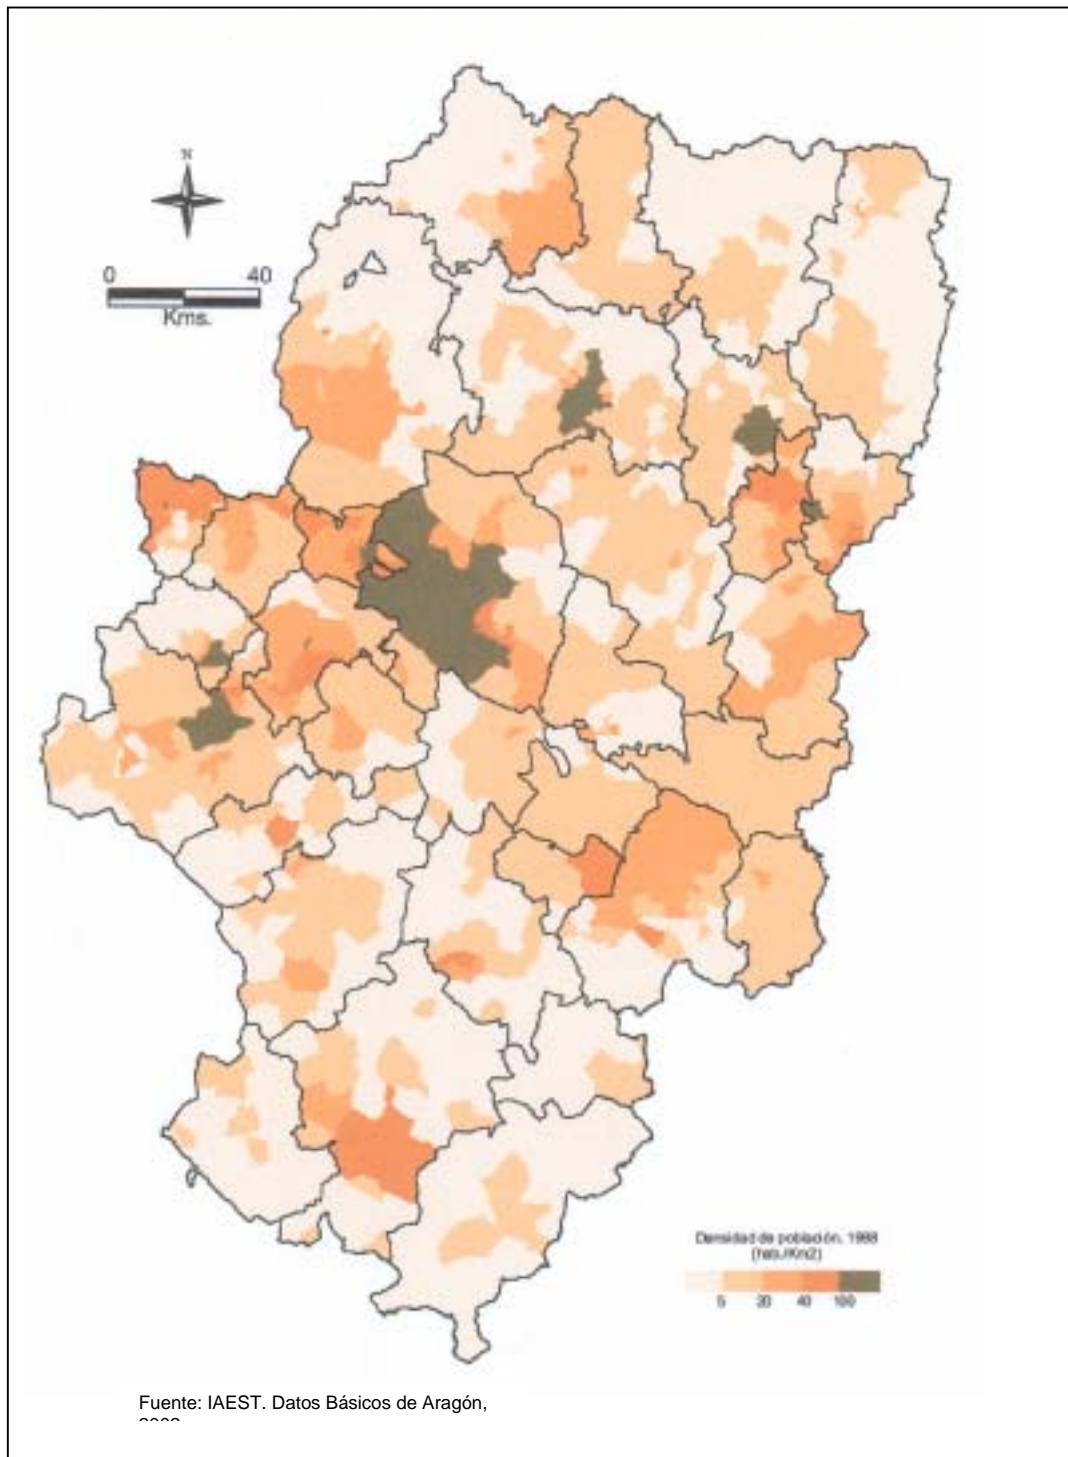 N
0 40
Kms.
Densidad de población, 1998
(hab./Km2)
5 20 40 100
Fuente: IAEST. Datos Básicos de Aragón,